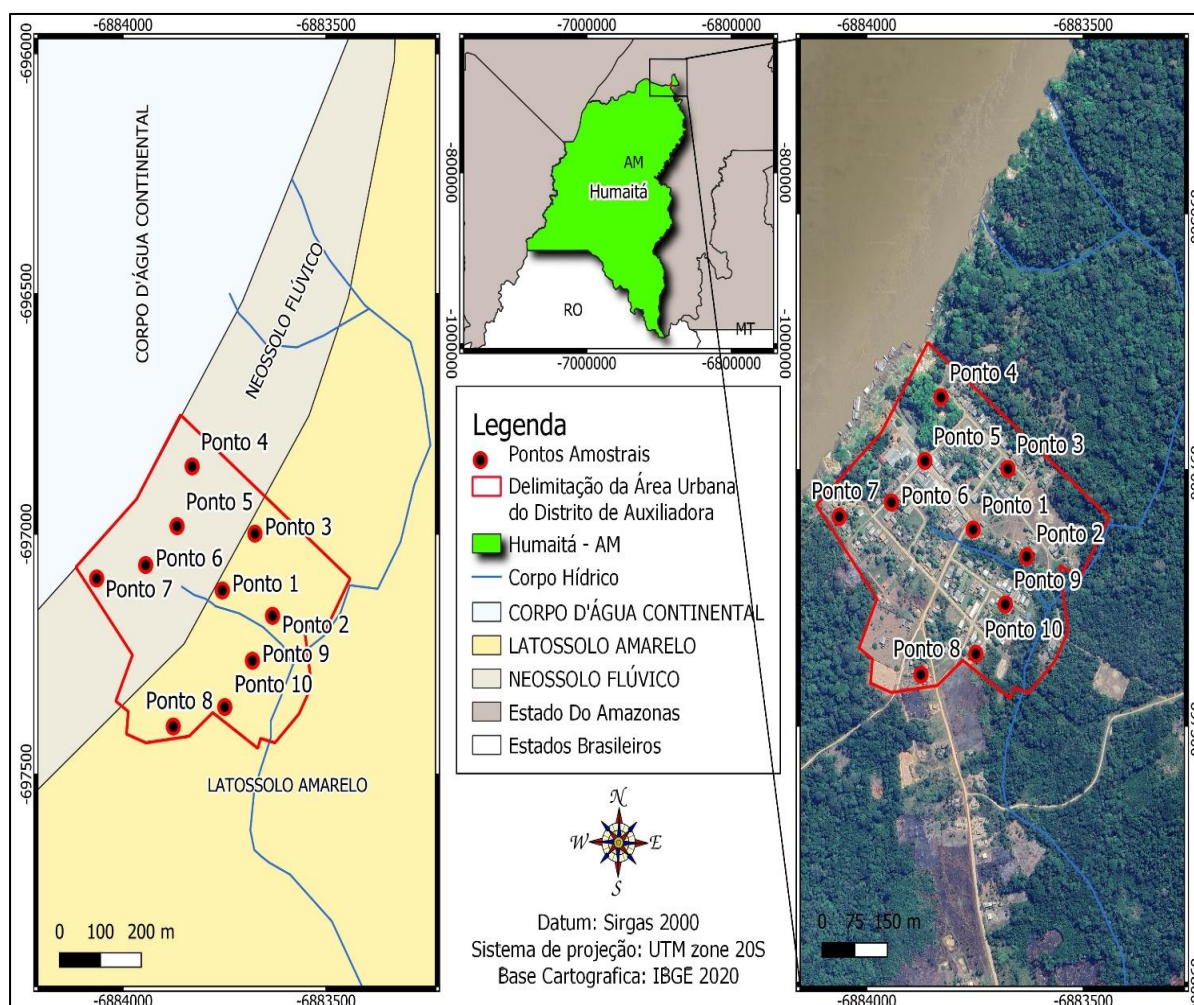 -6884000
-6883500
-696000
-696500
-697000
-697500
CORPO D'ÁGUA CONTINENTAL
NEOSSOLO FLÚVICO
Ponto 4
Ponto 5
Ponto 3
Ponto 6
Ponto 7
Ponto 1
Ponto 2
Ponto 9
Ponto 10
Ponto 8
LATOSSOLO AMARELO
0 100 200 m
-6884000
-6883500
-7000000
-6800000
-800000
-1000000
-800000
-1000000
AM
Humaitá
RO
MT
-7000000
-6800000
Legenda
Pontos Amostrais
Delimitação da Área Urbana
do Distrito de Auxiliadora
Humaitá - AM
Corpo Hídrico
CORPO D'ÁGUA CONTINENTAL
LATOSSOLO AMARELO
NEOSSOLO FLÚVICO
Estado Do Amazonas
Estados Brasileiros
N
W
E
S
Datum: Sirgas 2000
Sistema de projeção: UTM zone 20S
Base Cartografica: IBGE 2020
-6884000
-6883500
Ponto 4
Ponto 5
Ponto 3
Ponto 7
Ponto 6
Ponto 1
Ponto 2
Ponto 9
Ponto 10
Ponto 8
0 75 150 m
-6884000
-6883500